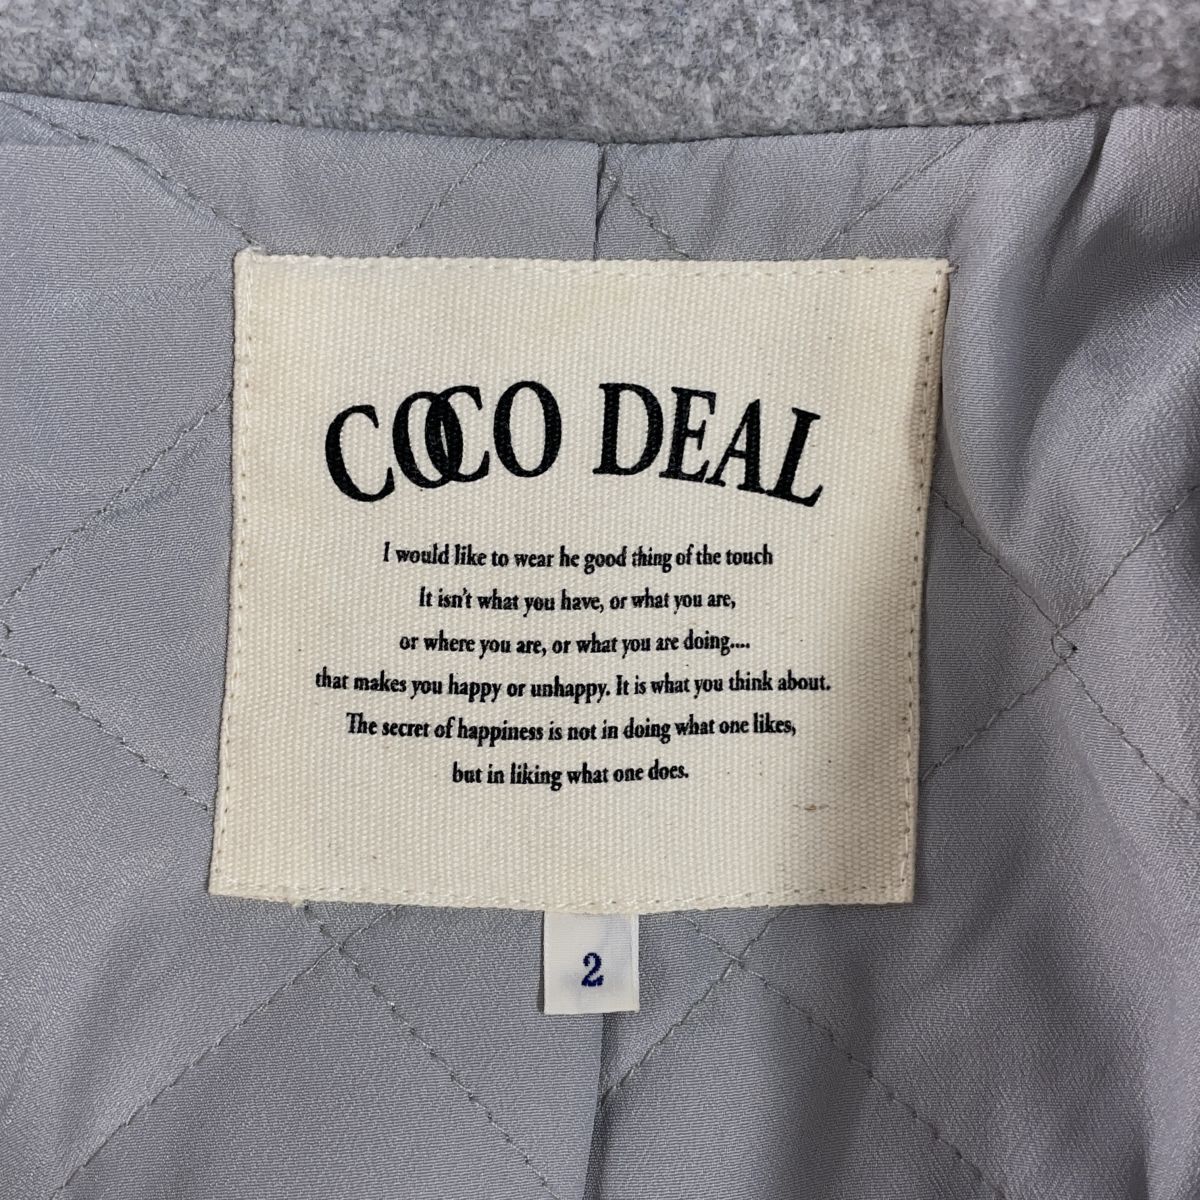 COCO DEAL
I would like to wear he good thing of the touch
It isn't what you have, or what you are,
or where you are, or what you are doing....
that makes you happy or unhappy. It is what you think about.
The secret of happiness is not in doing what one likes,
but in liking what one does.
2